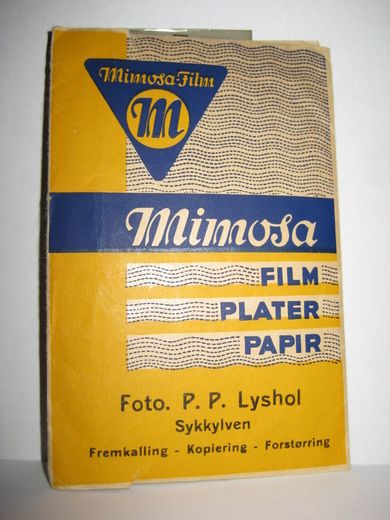 Mimosa-Film
M
Mimosa
FILM
PLATER
PAPIR
Foto. P. P. Lyshol
Sykkylven
Fremkalling - Kopiering - Forstørring